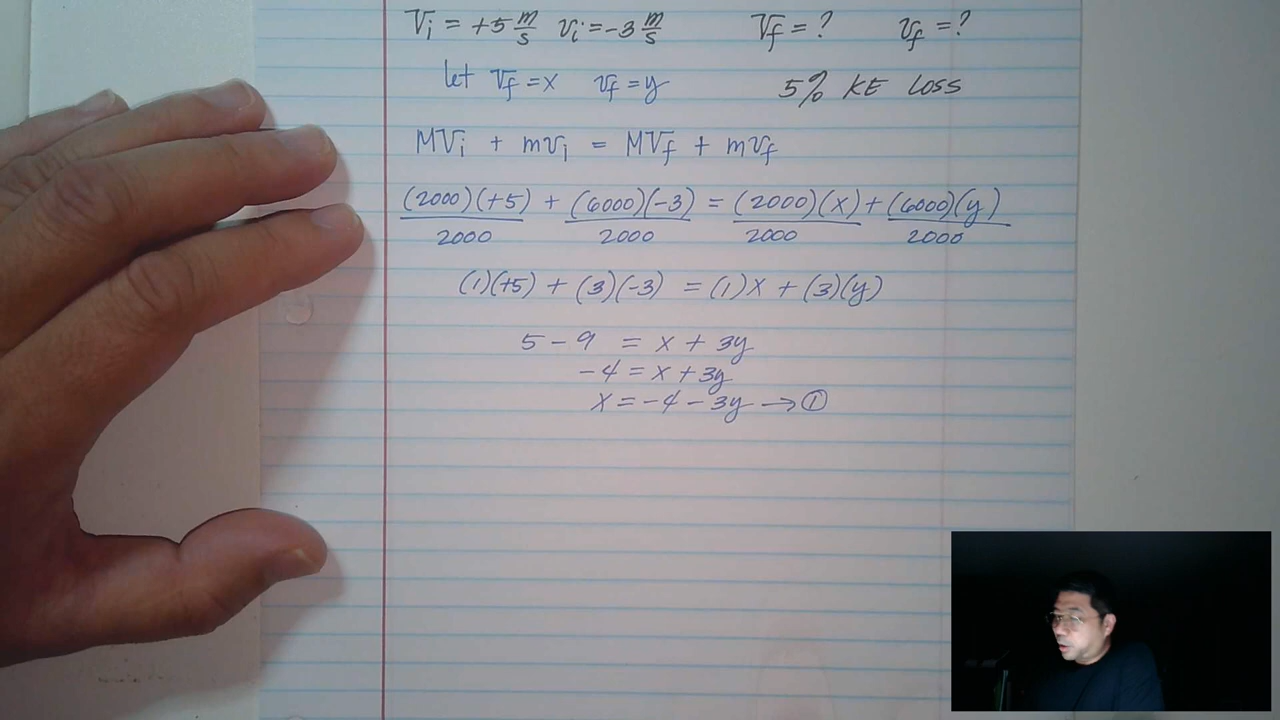 Vi = +5 m/s vi = -3 m/s Vf = ? vf = ?
let Vf = x vf = y 5% KE LOSS
MVi + mvi = MVf + mvf
(2000)(+5)/2000 + (6000)(-3)/2000 = (2000)(x)/2000 + (6000)(y)/2000
(1)(+5) + (3)(-3) = (1)x + (3)(y)
5 - 9 = x + 3y
-4 = x + 3y
x = -4 - 3y → ①